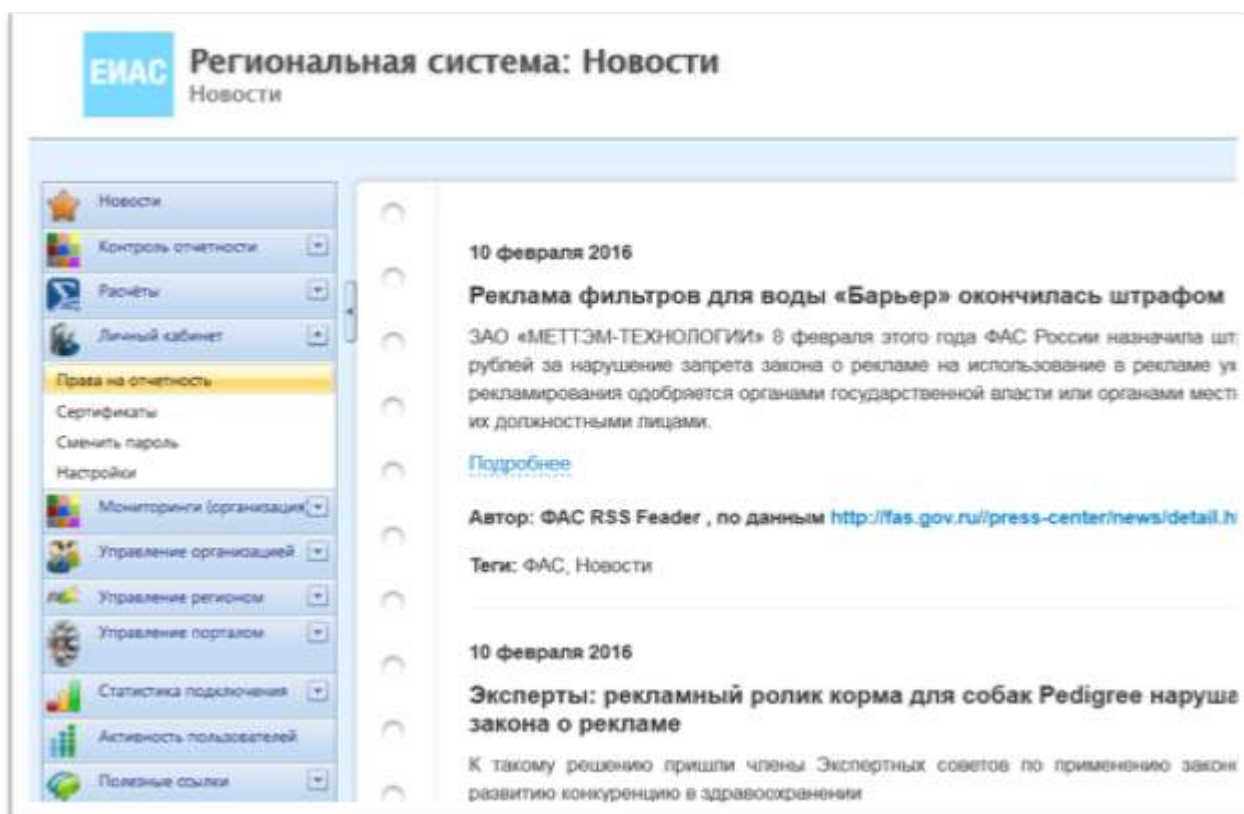 ЕИАС
Региональная система: Новости
Новости
Новости
Контроль отчетности
Расчёты
Личный кабинет
Права на отчетность
Сертификаты
Сменить пароль
Настройки
Мониторинги (организация)
Управление организацией
Управление регионом
Управление порталом
Статистика подключения
Активность пользователей
Полезные ссылки
10 февраля 2016
Реклама фильтров для воды «Барьер» окончилась штрафом
ЗАО «МЕТТЭМ-ТЕХНОЛОГИИ» 8 февраля этого года ФАС России назначила шт
рублей за нарушение запрета закона о рекламе на использование в рекламе ук
рекламирования одобряется органами государственной власти или органами мест
их должностными лицами.
Подробнее
Автор: ФАС RSS Feader , по данным http://fas.gov.ru//press-center/news/detail.h
Теги: ФАС, Новости
10 февраля 2016
Эксперты: рекламный ролик корма для собак Pedigree наруша
закона о рекламе
К такому решению пришли члены Экспертных советов по применению закон
развитию конкуренцию в здравоохранении